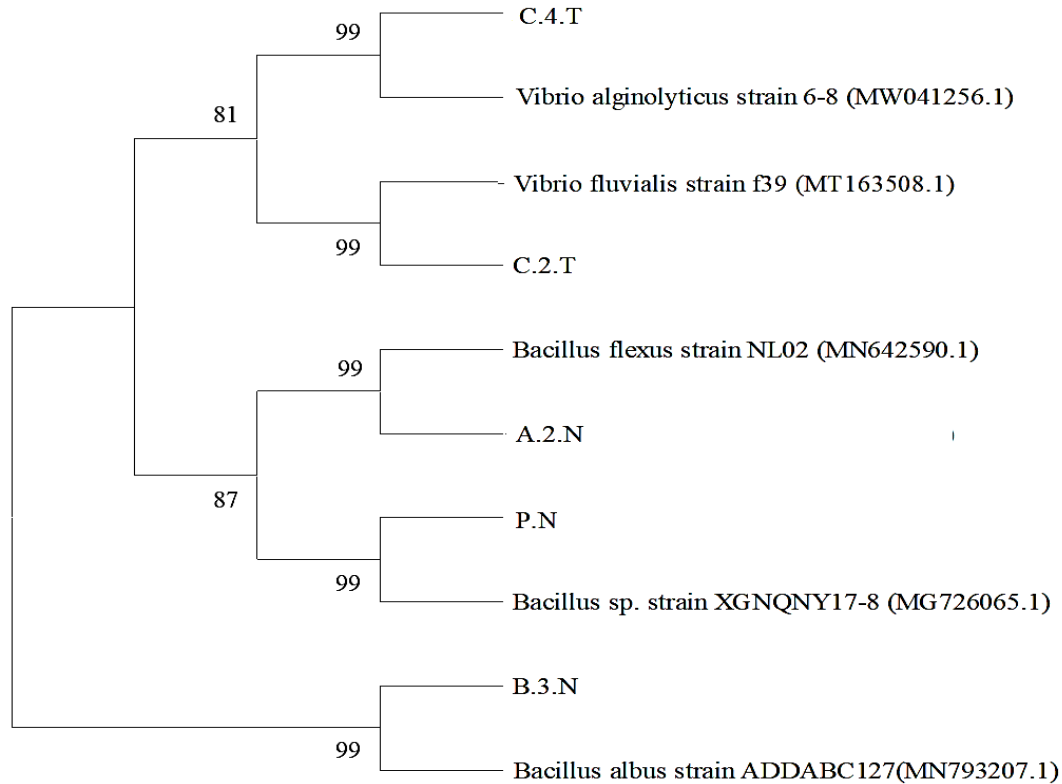 C.4.T
99
Vibrio alginolyticus strain 6-8 (MW041256.1)
81
Vibrio fluvialis strain f39 (MT163508.1)
99
C.2.T
Bacillus flexus strain NL02 (MN642590.1)
99
A.2.N
87
P.N
99
Bacillus sp. strain XGNQNY17-8 (MG726065.1)
B.3.N
99
Bacillus albus strain ADDABC127(MN793207.1)